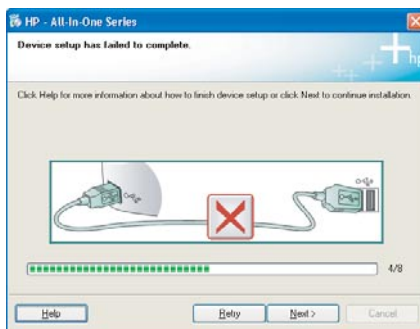 HP - All-In-One Series
Device setup has failed to complete.
hp
Click Help for more information about how to finish device setup or click Next to continue installation.
4/8
Help
Retry
Next >
Cancel